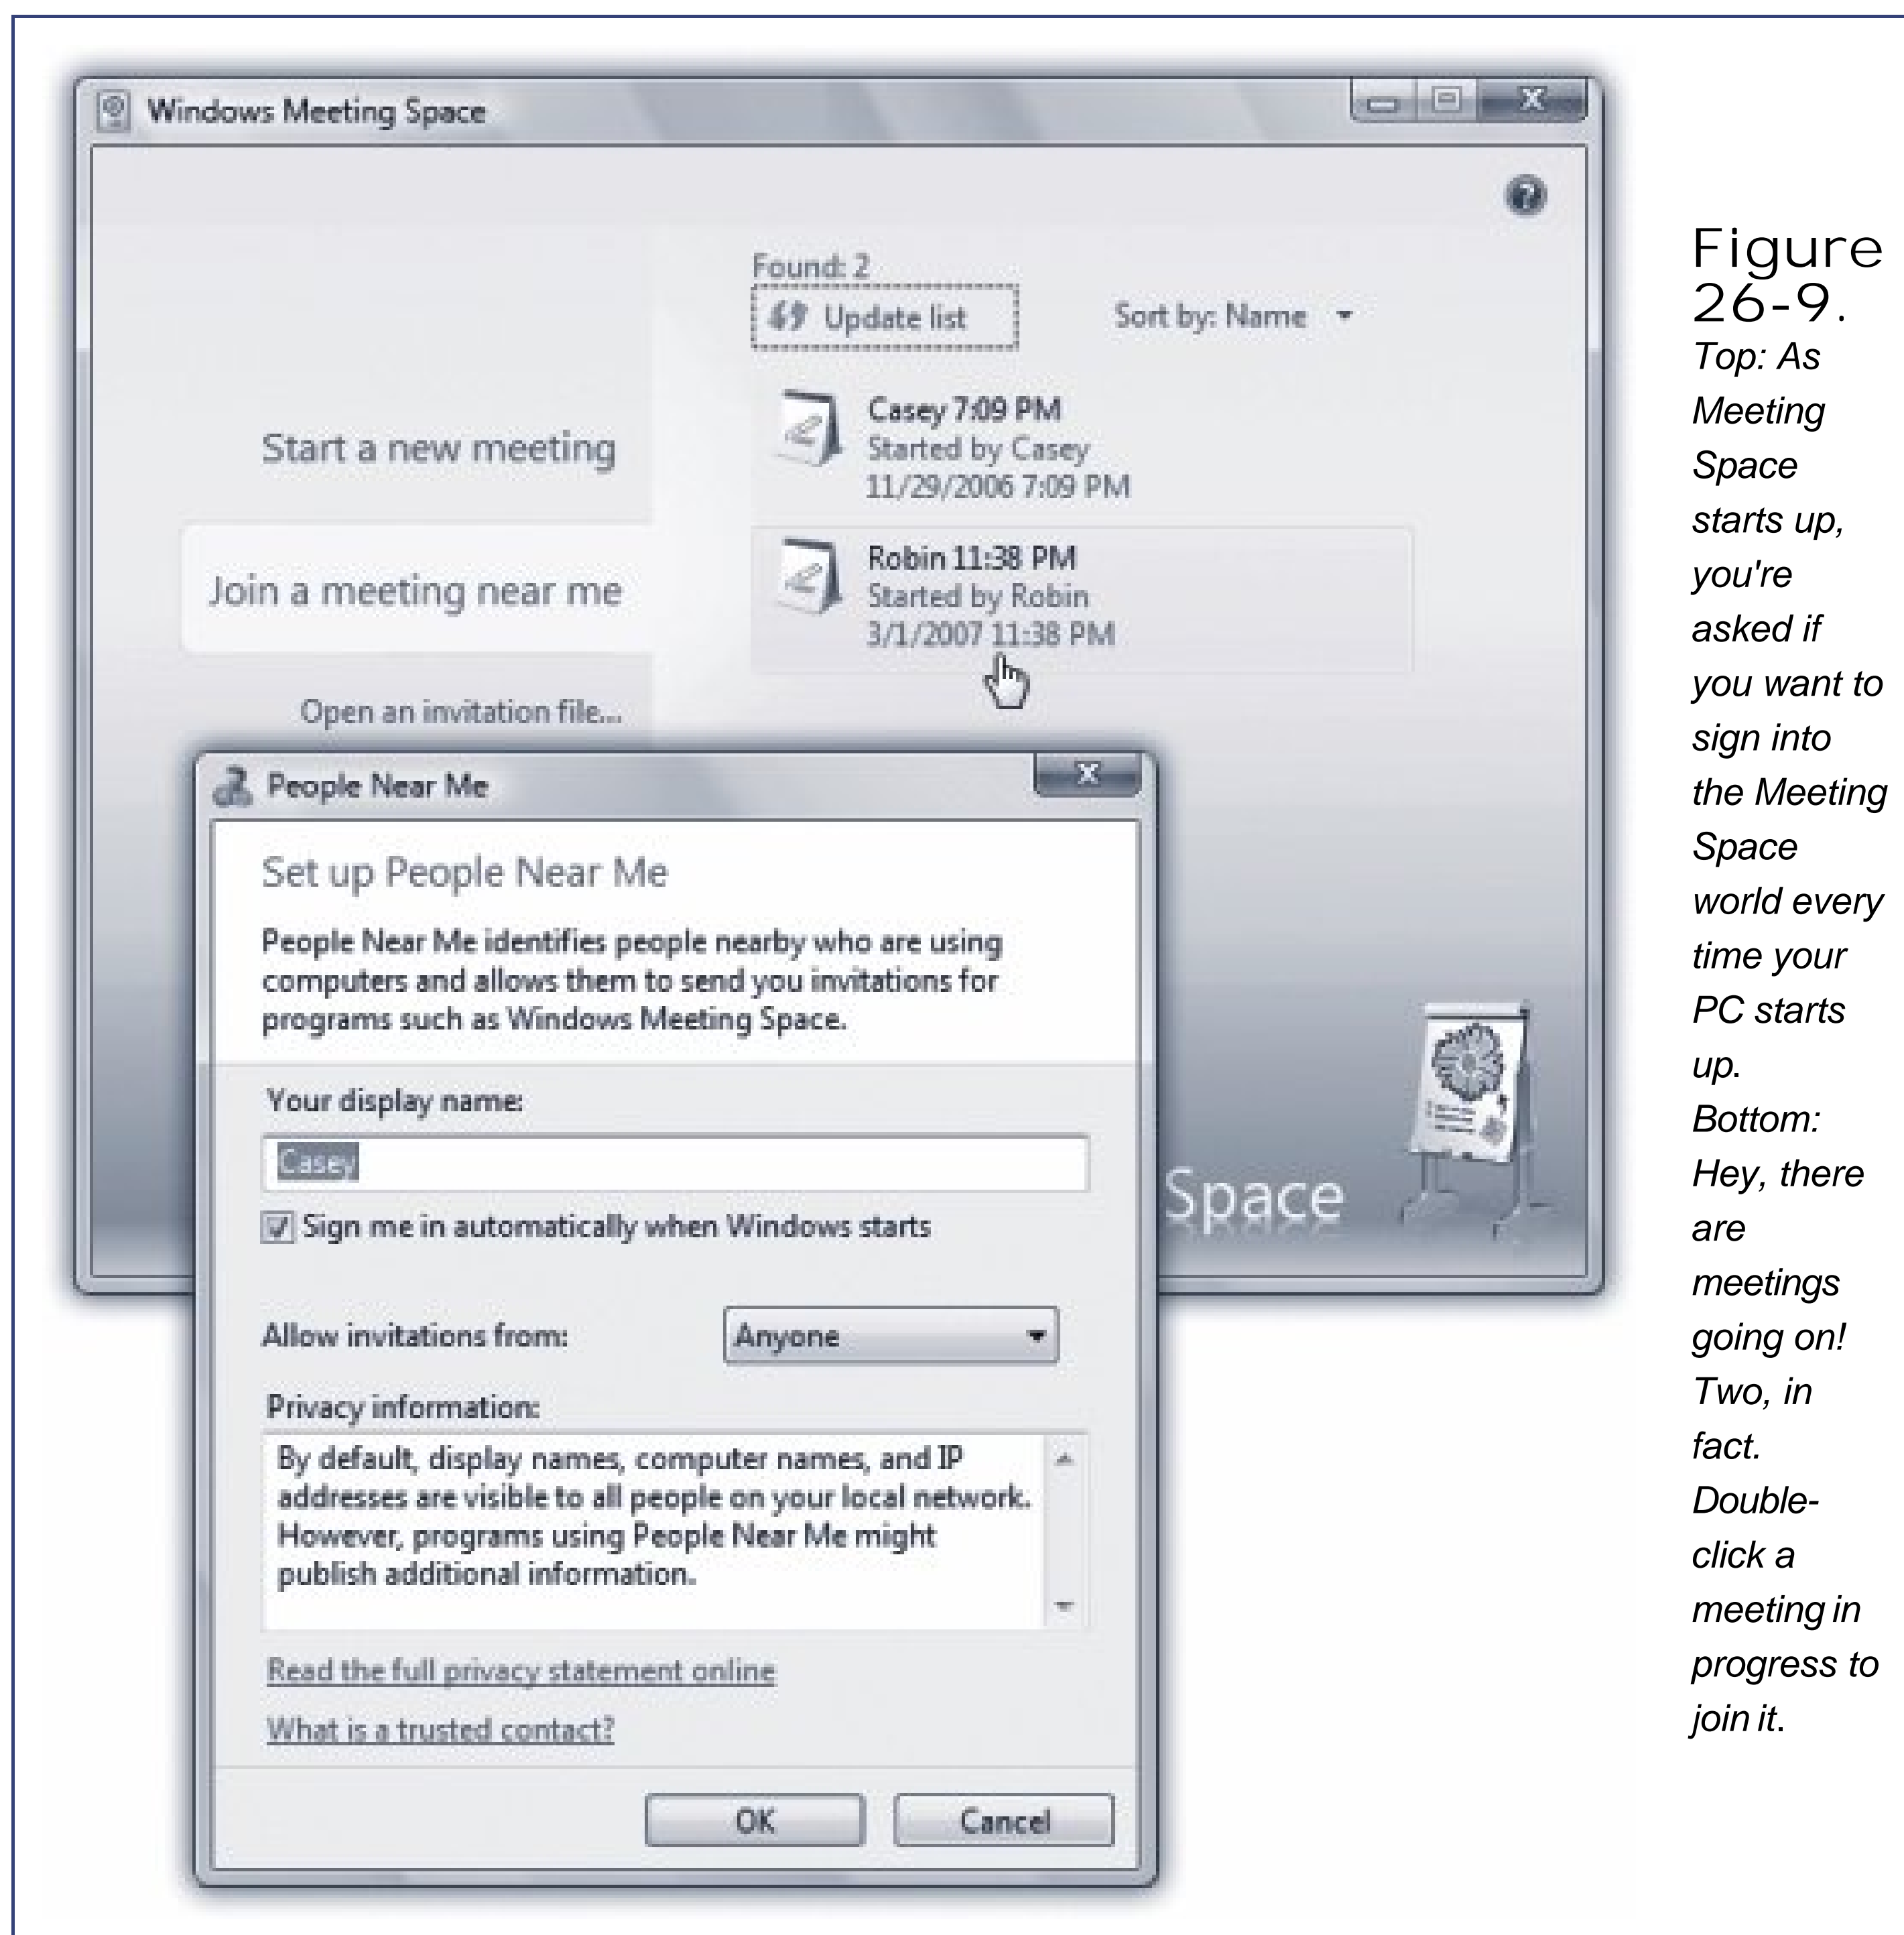 Windows Meeting Space
Found: 2
Update list
Sort by: Name
Casey 7:09 PM
Started by Casey
11/29/2006 7:09 PM
Start a new meeting
Robin 11:38 PM
Started by Robin
3/1/2007 11:38 PM
Join a meeting near me
Open an invitation file...
Space
People Near Me
Set up People Near Me
People Near Me identifies people nearby who are using
computers and allows them to send you invitations for
programs such as Windows Meeting Space.
Your display name:
Casey
Sign me in automatically when Windows starts
Allow invitations from:
Anyone
Privacy information:
By default, display names, computer names, and IP
addresses are visible to all people on your local network.
However, programs using People Near Me might
publish additional information.
Read the full privacy statement online
What is a trusted contact?
OK
Cancel
Figure
26-9.
Top: As
Meeting
Space
starts up,
you're
asked if
you want to
sign into
the Meeting
Space
world every
time your
PC starts
up.
Bottom:
Hey, there
are
meetings
going on!
Two, in
fact.
Double-
click a
meeting in
progress to
join it.